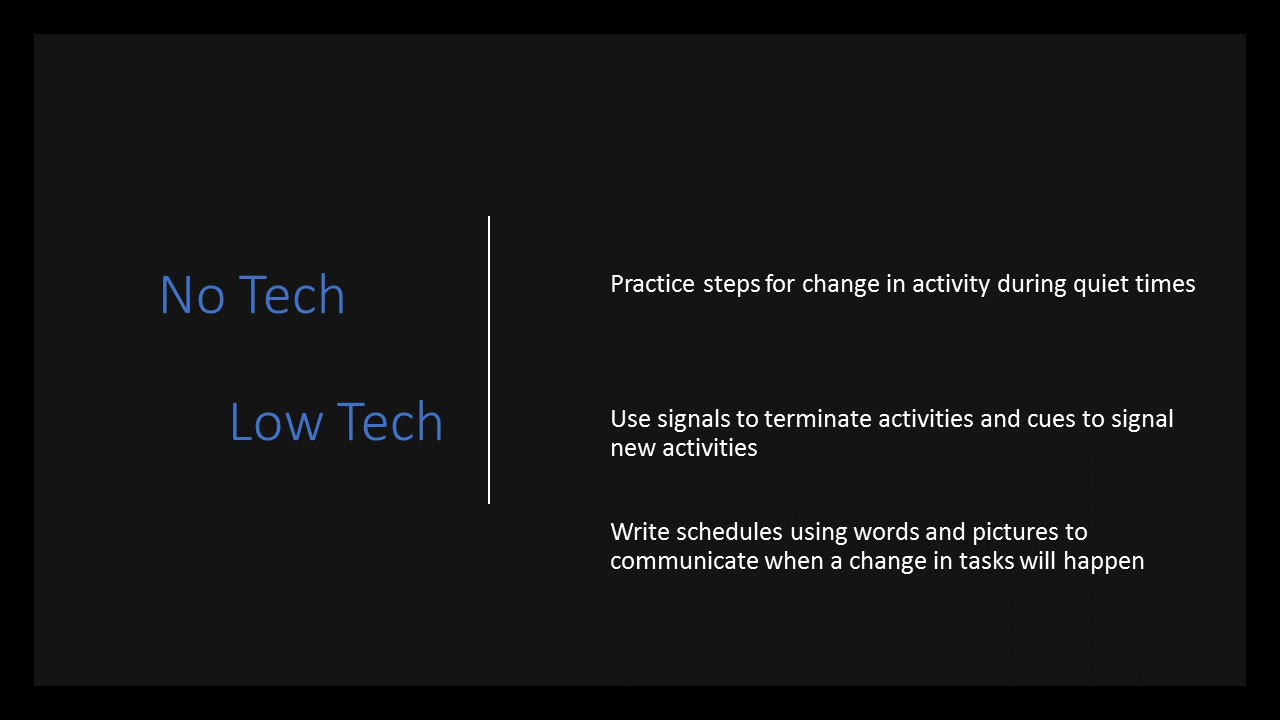 No Tech
Low Tech
Practice steps for change in activity during quiet times
Use signals to terminate activities and cues to signal
new activities
Write schedules using words and pictures to
communicate when a change in tasks will happen